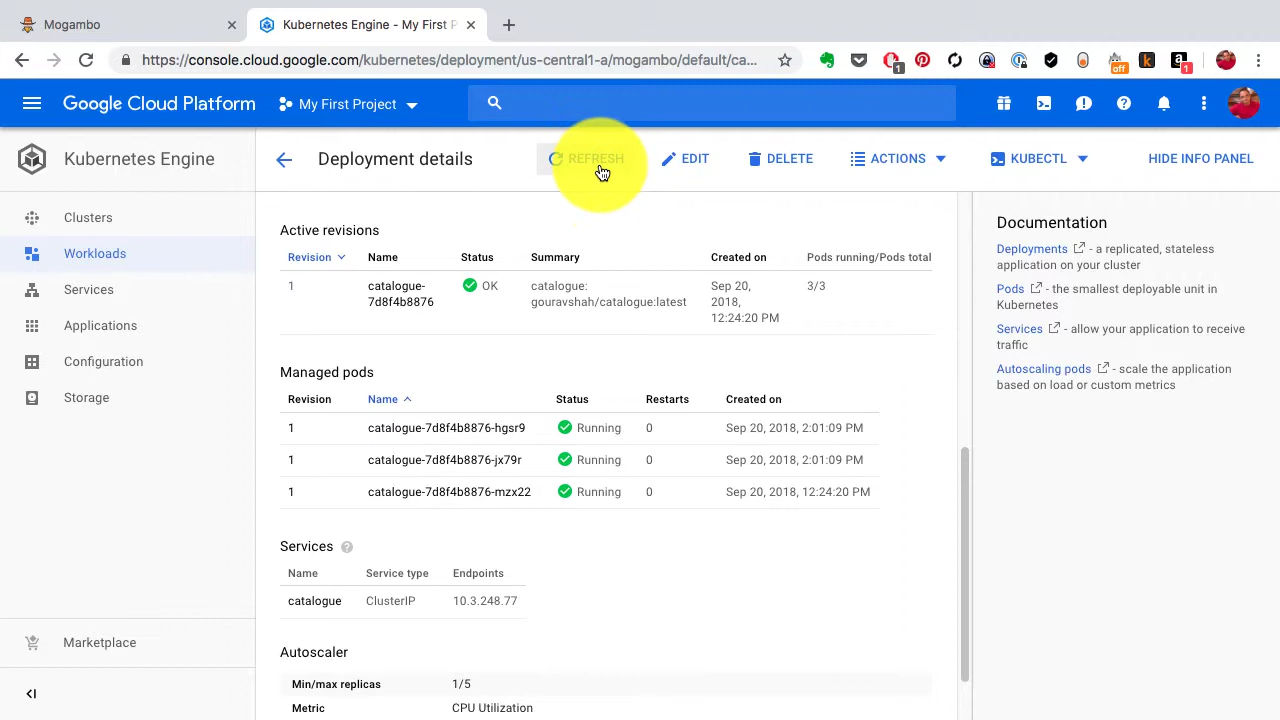 Mogambo
Kubernetes Engine - My First P
https://console.cloud.google.com/kubernetes/deployment/us-central1-a/mogambo/default/ca...
1
off
k
a
1
Google Cloud Platform
My First Project
Kubernetes Engine
Deployment details
REFRESH
EDIT
DELETE
ACTIONS
KUBECTL
HIDE INFO PANEL
Clusters
Workloads
Services
Applications
Configuration
Storage
Marketplace
Active revisions
Revision Name Status Summary Created on Pods running/Pods total
1 catalogue- OK catalogue: Sep 20, 3/3
7d8f4b8876 gouravshah/catalogue:latest 2018,
12:24:20 PM
Managed pods
Revision Name Status Restarts Created on
1 catalogue-7d8f4b8876-hgsr9 Running 0 Sep 20, 2018, 2:01:09 PM
1 catalogue-7d8f4b8876-jx79r Running 0 Sep 20, 2018, 2:01:09 PM
1 catalogue-7d8f4b8876-mzx22 Running 0 Sep 20, 2018, 12:24:20 PM
Services ?
Name Service type Endpoints
catalogue ClusterIP 10.3.248.77
Autoscaler
Min/max replicas 1/5
Metric CPU Utilization
Documentation
Deployments - a replicated, stateless
application on your cluster
Pods - the smallest deployable unit in
Kubernetes
Services - allow your application to receive
traffic
Autoscaling pods - scale the application
based on load or custom metrics